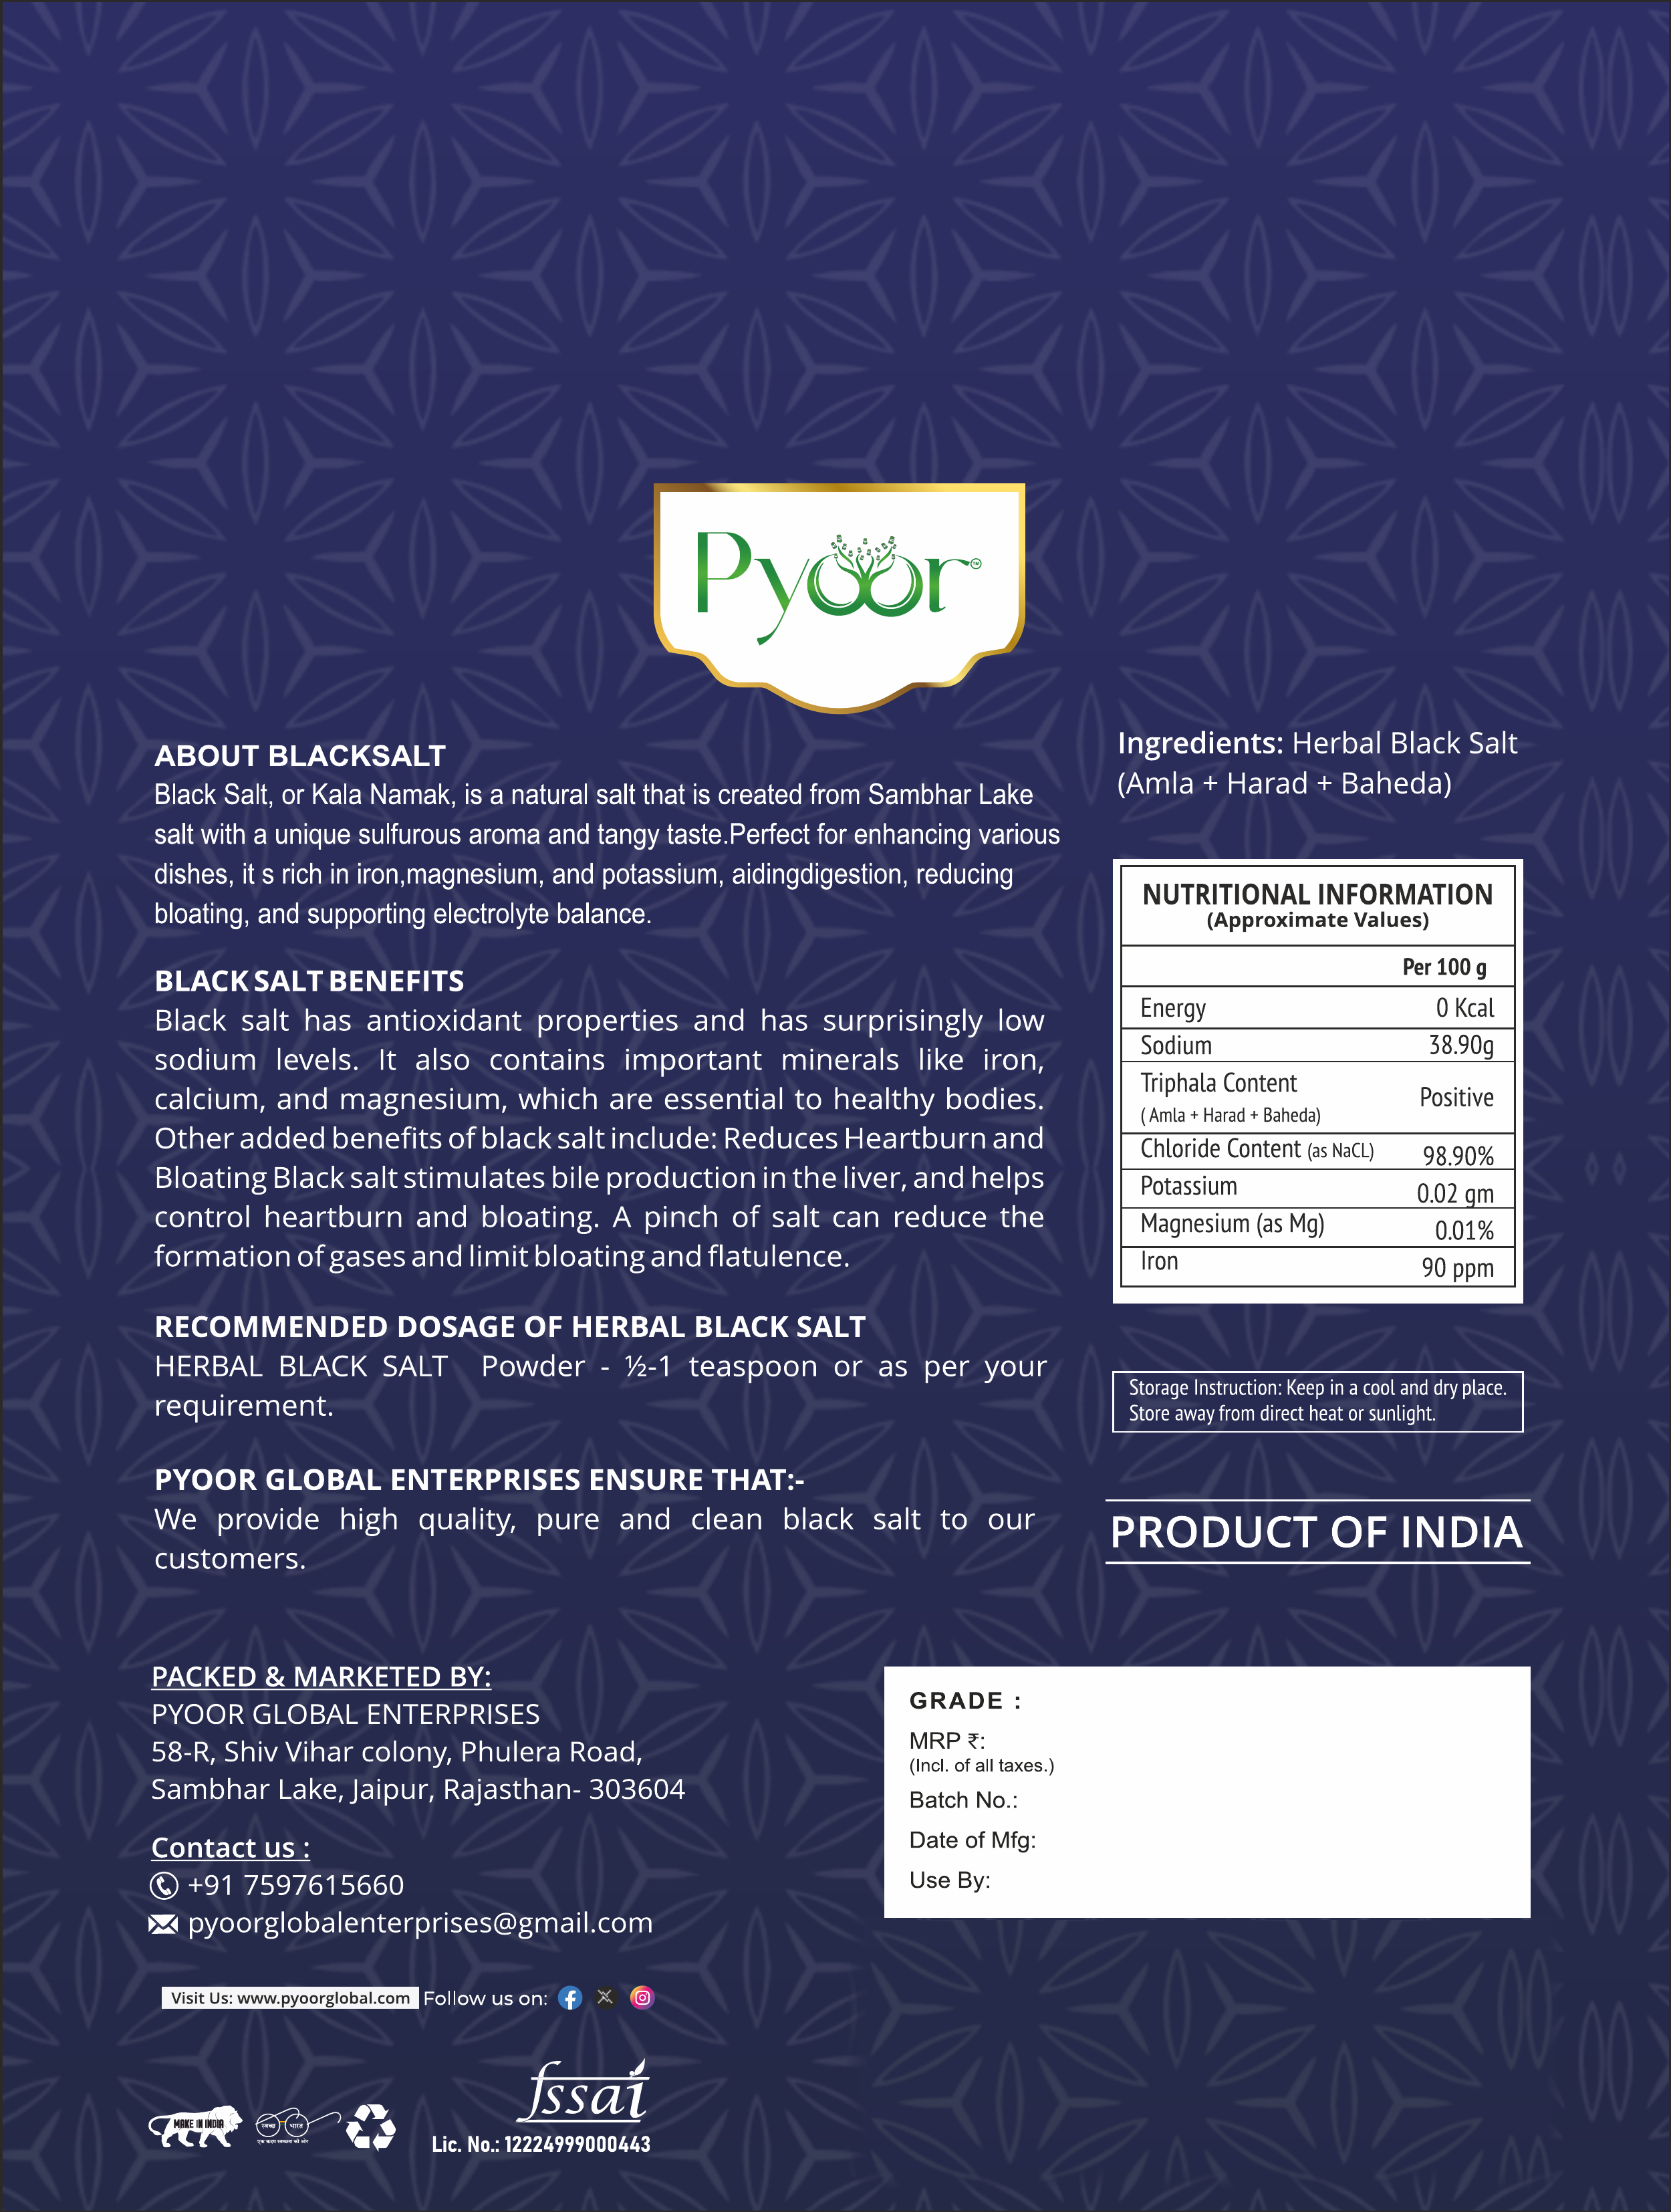 Pyoor
TM
ABOUT BLACKSALT
Black Salt, or Kala Namak, is a natural salt that is created from Sambhar Lake
salt with a unique sulfurous aroma and tangy taste.Perfect for enhancing various
dishes, it s rich in iron,magnesium, and potassium, aidingdigestion, reducing
bloating, and supporting electrolyte balance.
BLACK SALT BENEFITS
Black salt has antioxidant properties and has surprisingly low
sodium levels. It also contains important minerals like iron,
calcium, and magnesium, which are essential to healthy bodies.
Other added benefits of black salt include: Reduces Heartburn and
Bloating Black salt stimulates bile production in the liver, and helps
control heartburn and bloating. A pinch of salt can reduce the
formation of gases and limit bloating and flatulence.
RECOMMENDED DOSAGE OF HERBAL BLACK SALT
HERBAL BLACK SALT Powder - ½-1 teaspoon or as per your
requirement.
PYOOR GLOBAL ENTERPRISES ENSURE THAT:-
We provide high quality, pure and clean black salt to our
customers.
Ingredients: Herbal Black Salt
(Amla + Harad + Baheda)
NUTRITIONAL INFORMATION
(Approximate Values)
Per 100 g
Energy 0 Kcal
Sodium 38.90g
Triphala Content
( Amla + Harad + Baheda) Positive
Chloride Content (as NaCL) 98.90%
Potassium 0.02 gm
Magnesium (as Mg) 0.01%
Iron 90 ppm
Storage Instruction: Keep in a cool and dry place.
Store away from direct heat or sunlight.
PRODUCT OF INDIA
PACKED & MARKETED BY:
PYOOR GLOBAL ENTERPRISES
58-R, Shiv Vihar colony, Phulera Road,
Sambhar Lake, Jaipur, Rajasthan- 303604
Contact us :
+91 7597615660
pyoorglobalenterprises@gmail.com
GRADE :
MRP ₹:
(Incl. of all taxes.)
Batch No.:
Date of Mfg:
Use By:
Visit Us: www.pyoorglobal.com Follow us on:
MAKE IN INDIA
स्वच्छ भारत
एक कदम स्वच्छता की ओर
fssai
Lic. No.: 12224999000443